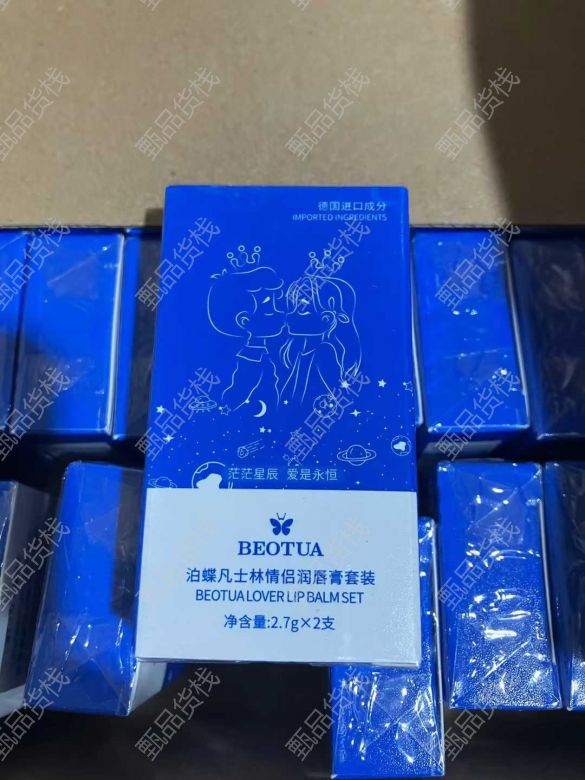 德国进口成分
IMPORTED INGREDIENTS
茫茫星辰 爱是永恒
BEOTUA
泊蝶凡士林情侣润唇膏套装
BEOTUA LOVER LIP BALM SET
净含量:2.7g×2支
甄品货栈